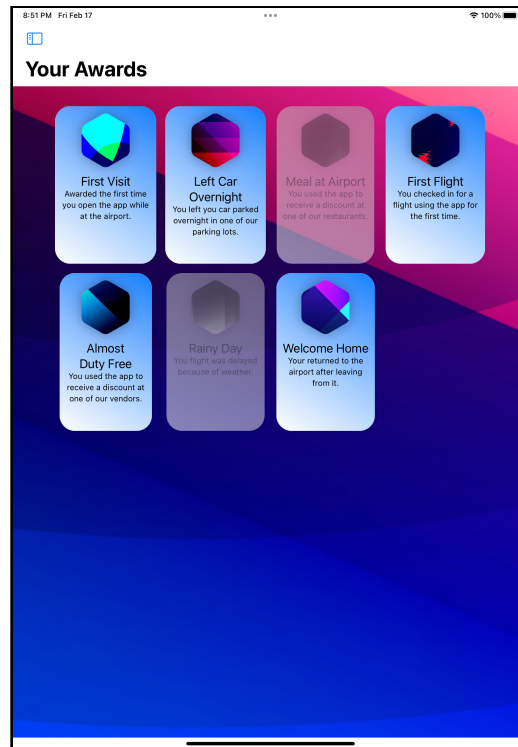 8:51 PM Fri Feb 17
100%
Your Awards
First Visit
Awarded the first time
you open the app while
at the airport.
Left Car
Overnight
You left you car parked
overnight in one of our
parking lots.
Meal at Airport
You used the app to
receive a discount at
one of our restaurants.
First Flight
You checked in for a
flight using the app for
the first time.
Almost
Duty Free
You used the app to
receive a discount at
one of our vendors.
Rainy Day
You flight was delayed
because of weather.
Welcome Home
Your returned to the
airport after leaving
from it.